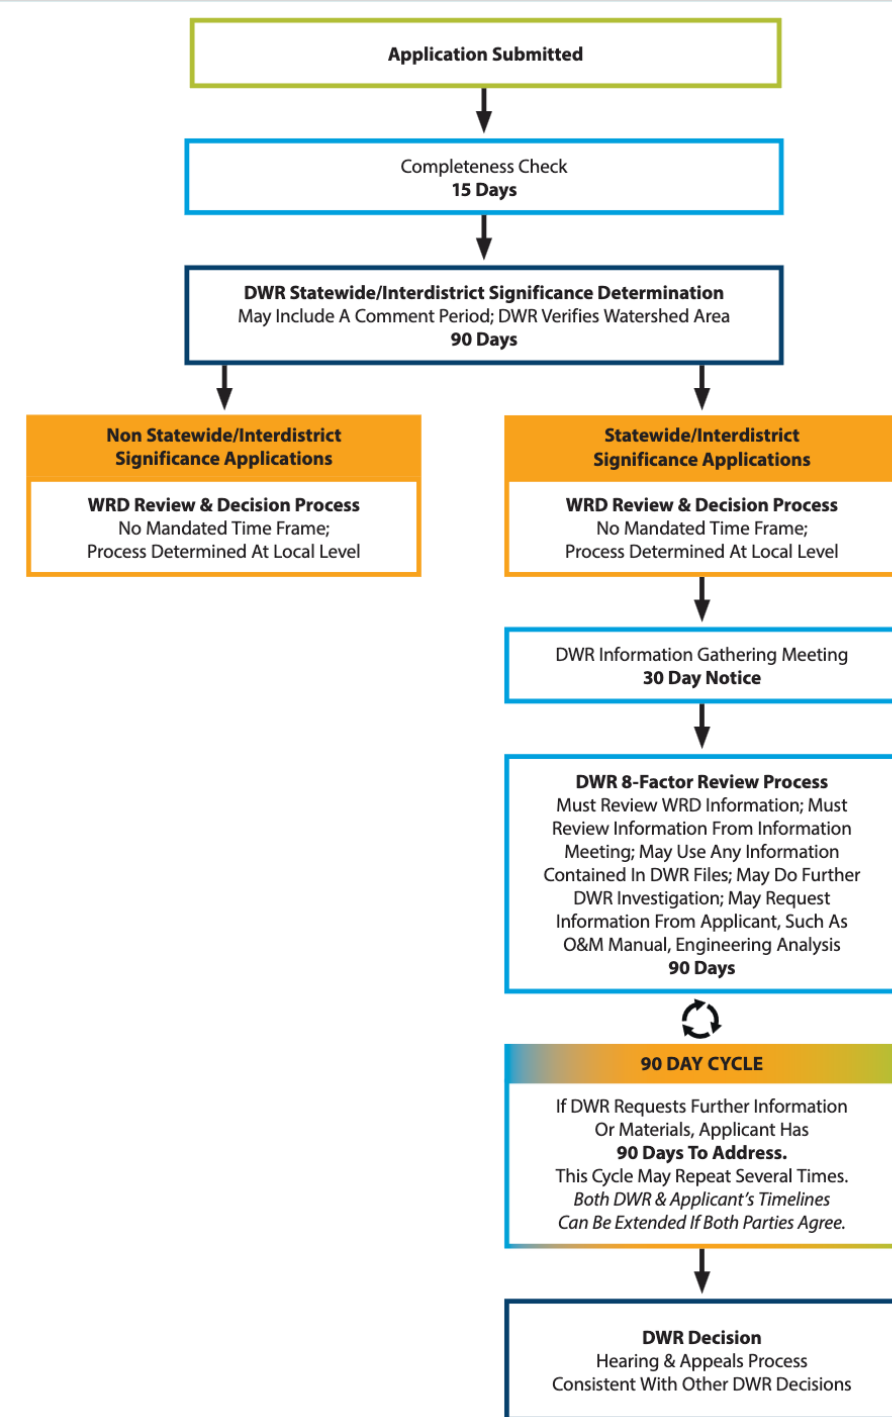 Application Submitted
Completeness Check
15 Days
DWR Statewide/Interdistrict Significance Determination
May Include A Comment Period; DWR Verifies Watershed Area
90 Days
Non Statewide/Interdistrict
Significance Applications
WRD Review & Decision Process
No Mandated Time Frame;
Process Determined At Local Level
Statewide/Interdistrict
Significance Applications
WRD Review & Decision Process
No Mandated Time Frame;
Process Determined At Local Level
DWR Information Gathering Meeting
30 Day Notice
DWR 8-Factor Review Process
Must Review WRD Information; Must
Review Information From Information
Meeting; May Use Any Information
Contained In DWR Files; May Do Further
DWR Investigation; May Request
Information From Applicant, Such As
O&M Manual, Engineering Analysis
90 Days
90 DAY CYCLE
If DWR Requests Further Information
Or Materials, Applicant Has
90 Days To Address.
This Cycle May Repeat Several Times.
Both DWR & Applicant's Timelines
Can Be Extended If Both Parties Agree.
DWR Decision
Hearing & Appeals Process
Consistent With Other DWR Decisions